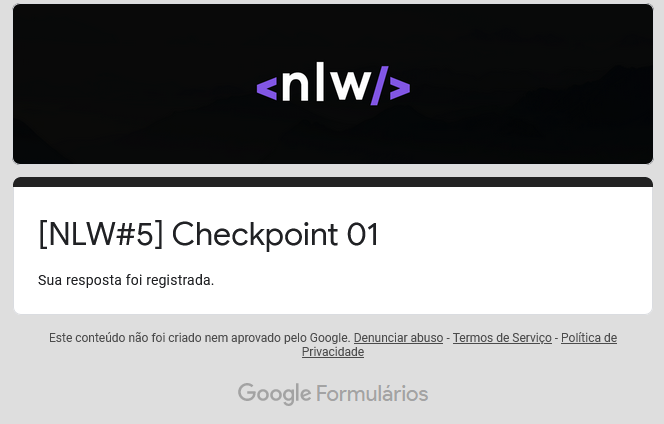 <nlw/>
[NLW#5] Checkpoint 01
Sua resposta foi registrada.
Este conteúdo não foi criado nem aprovado pelo Google. Denunciar abuso - Termos de Serviço - Política de
Privacidade
Google Formulários